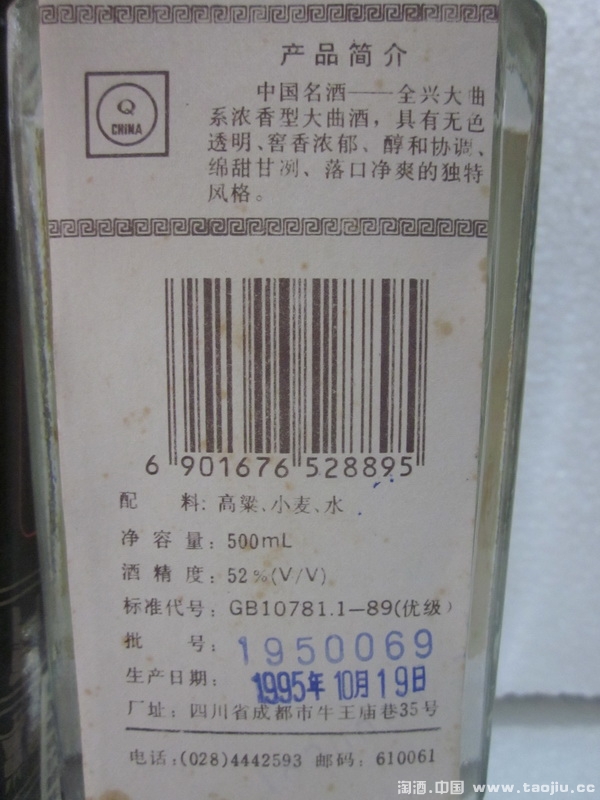 产品简介
Q
CHINA
中国名酒——全兴大曲
系浓香型大曲酒，具有无色
透明、窖香浓郁、醇和协调、
绵甜甘冽、落口净爽的独特
风格。
6 901676 528895
配 料: 高粱、小麦、水
净 容 量: 500mL
酒 精 度: 52%(V/V)
标准代号: GB10781.1—89(优级)
批 号: 1950069
生产日期: 1995年10月19日
厂址: 四川省成都市牛王庙巷35号
电话:(028)4442593 邮码: 610061
淘酒.中国 www.taojiu.cc